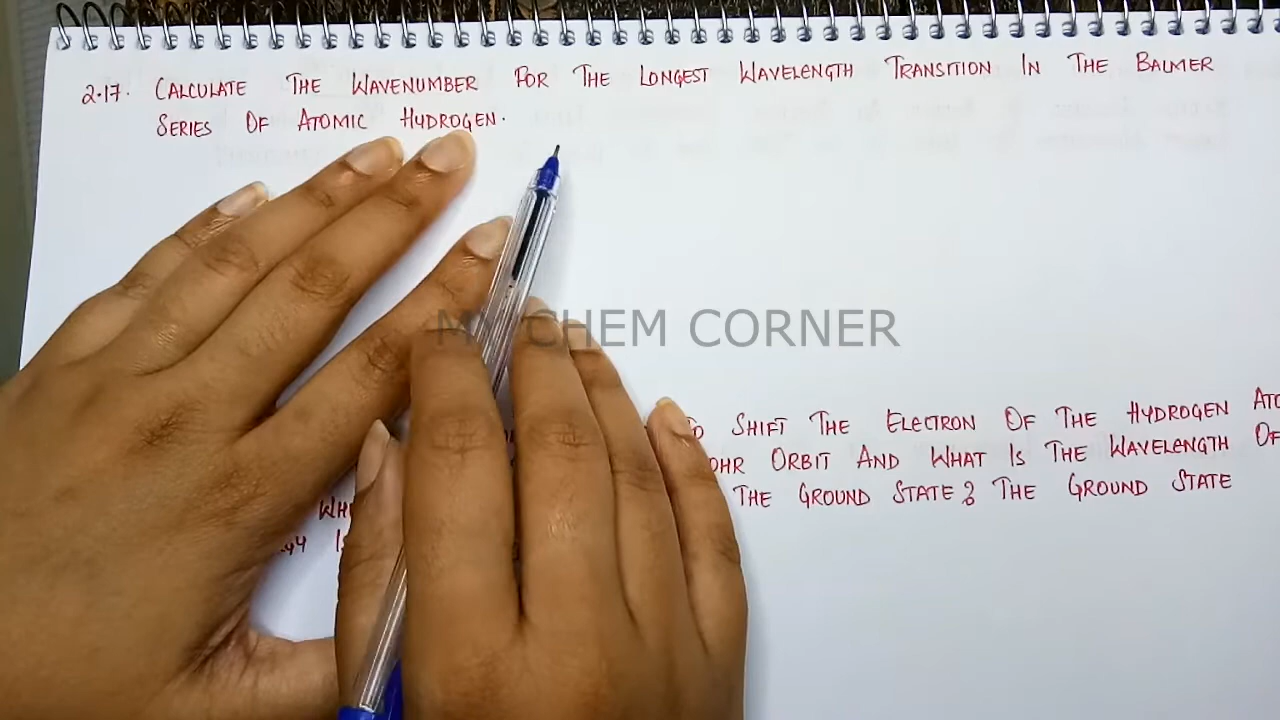 2.17. CALCULATE THE WAVENUMBER FOR THE LONGEST WAVELENGTH TRANSITION IN THE BALMER
SERIES OF ATOMIC HYDROGEN.
MY CHEM CORNER
SHIFT THE ELECTRON OF THE HYDROGEN
ORBIT AND WHAT IS THE WAVELENGTH OF
THE GROUND STATE? THE GROUND STATE